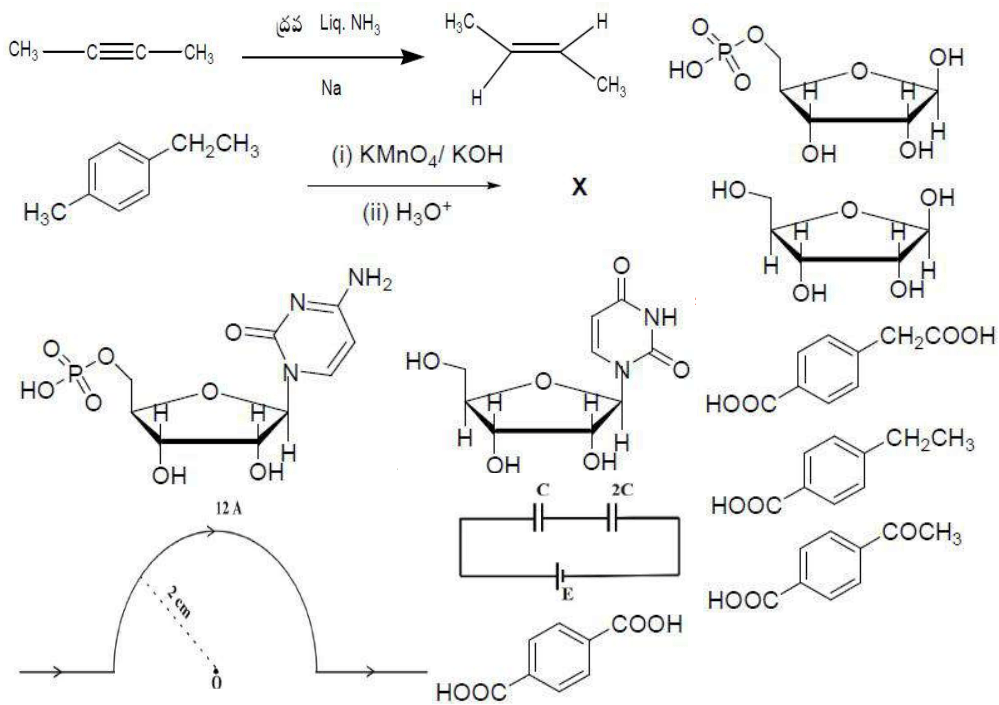 ద్రవ Liq. NH₃
CH₃ C≡C CH₃
Na
H₃C H
H CH₃
O
HO P O
O
O OH
H H H
OH OH
CH₂CH₃
H₃C
(i) KMnO₄/ KOH
(ii) H₃O⁺
X
HO
O OH
H H H H
OH OH
NH₂
N
O N
O
HO P O
O
O
H H H
OH OH
O
NH
N O
HO
O
H H H H
OH OH
CH₂COOH
HOOC
CH₂CH₃
HOOC
COCH₃
HOOC
12 A
2 cm
O
C 2C
E
COOH
HOOC